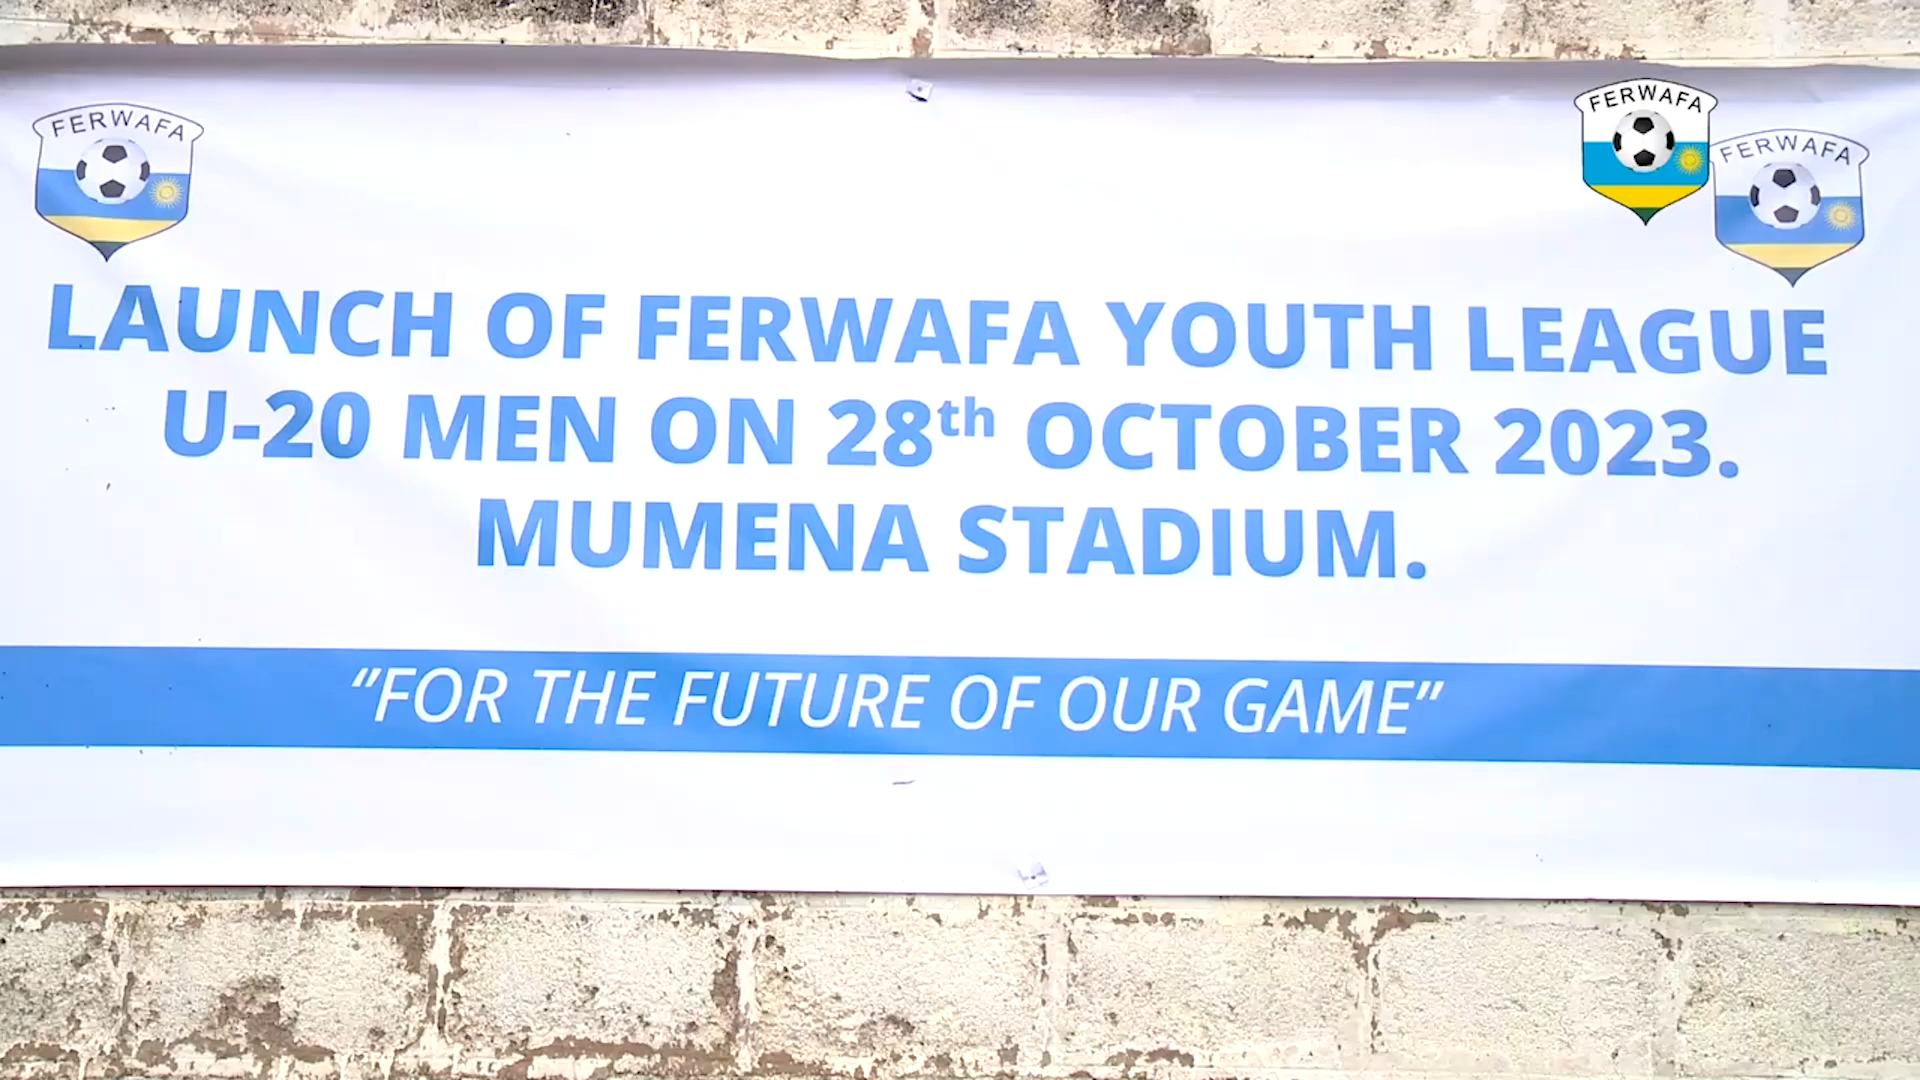 FERWAFA
FERWAFA
FERWAFA
LAUNCH OF FERWAFA YOUTH LEAGUE
U-20 MEN ON 28th OCTOBER 2023.
MUMENA STADIUM.
"FOR THE FUTURE OF OUR GAME"